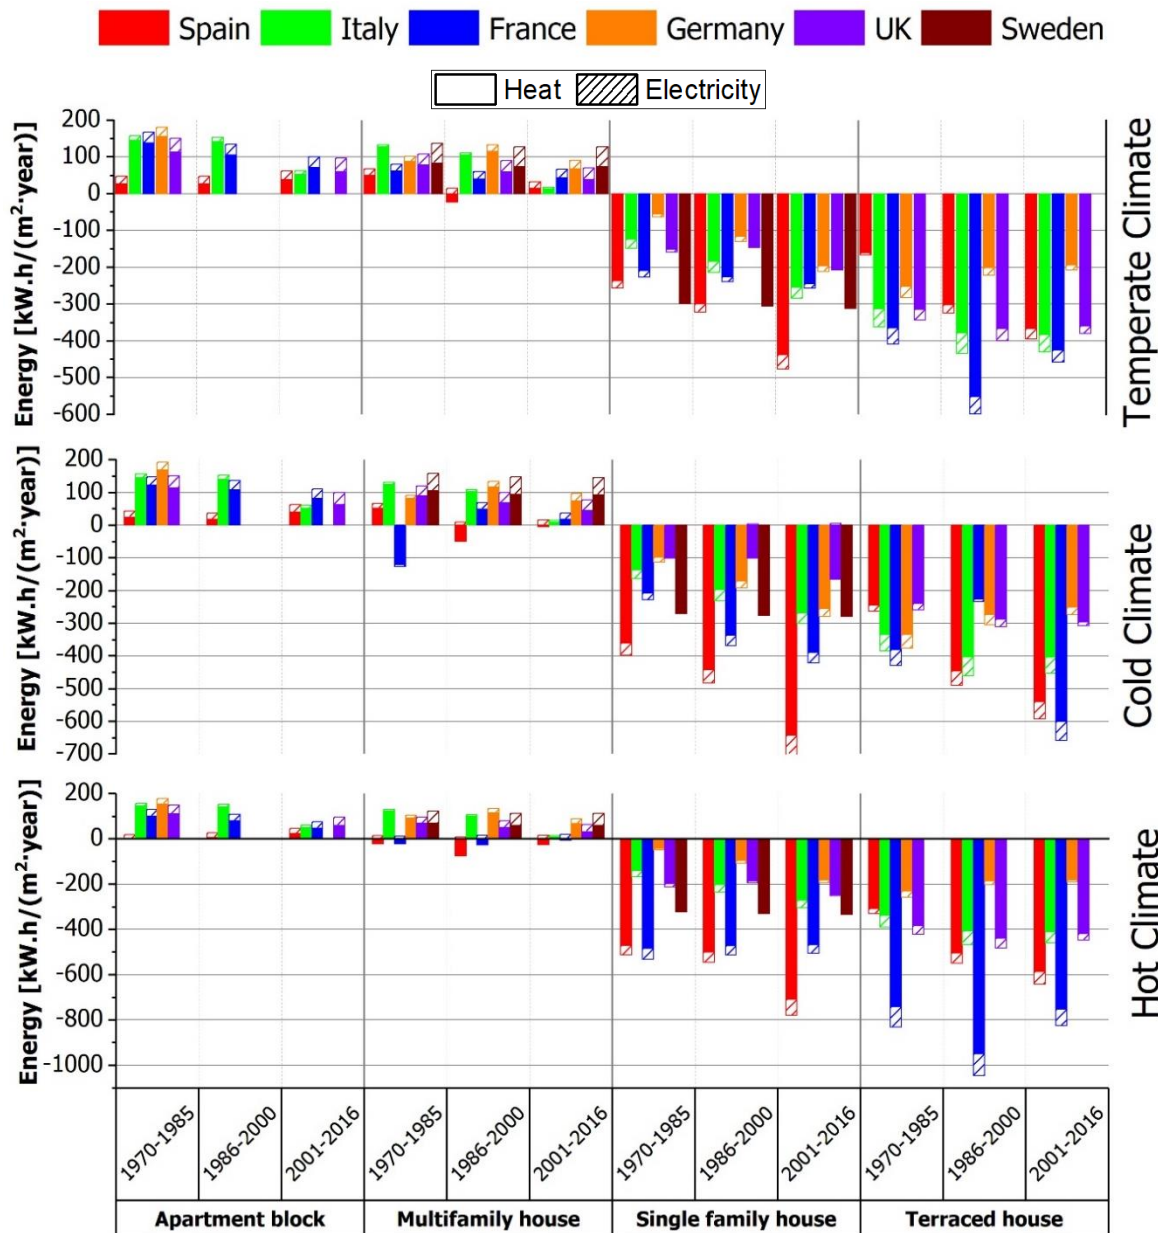 Spain Italy France Germany UK Sweden
Heat Electricity
Energy [kW.h/(m²·year)]
200
100
0
-100
-200
-300
-400
-500
-600
Temperate Climate
Energy [kW.h/(m²·year)]
200
100
0
-100
-200
-300
-400
-500
-600
-700
Cold Climate
Energy [kW.h/(m²·year)]
200
0
-200
-400
-600
-800
-1000
Hot Climate
1970-1985 1986-2000 2001-2016 1970-1985 1986-2000 2001-2016 1970-1985 1986-2000 2001-2016 1970-1985 1986-2000 2001-2016
Apartment block Multifamily house Single family house Terraced house